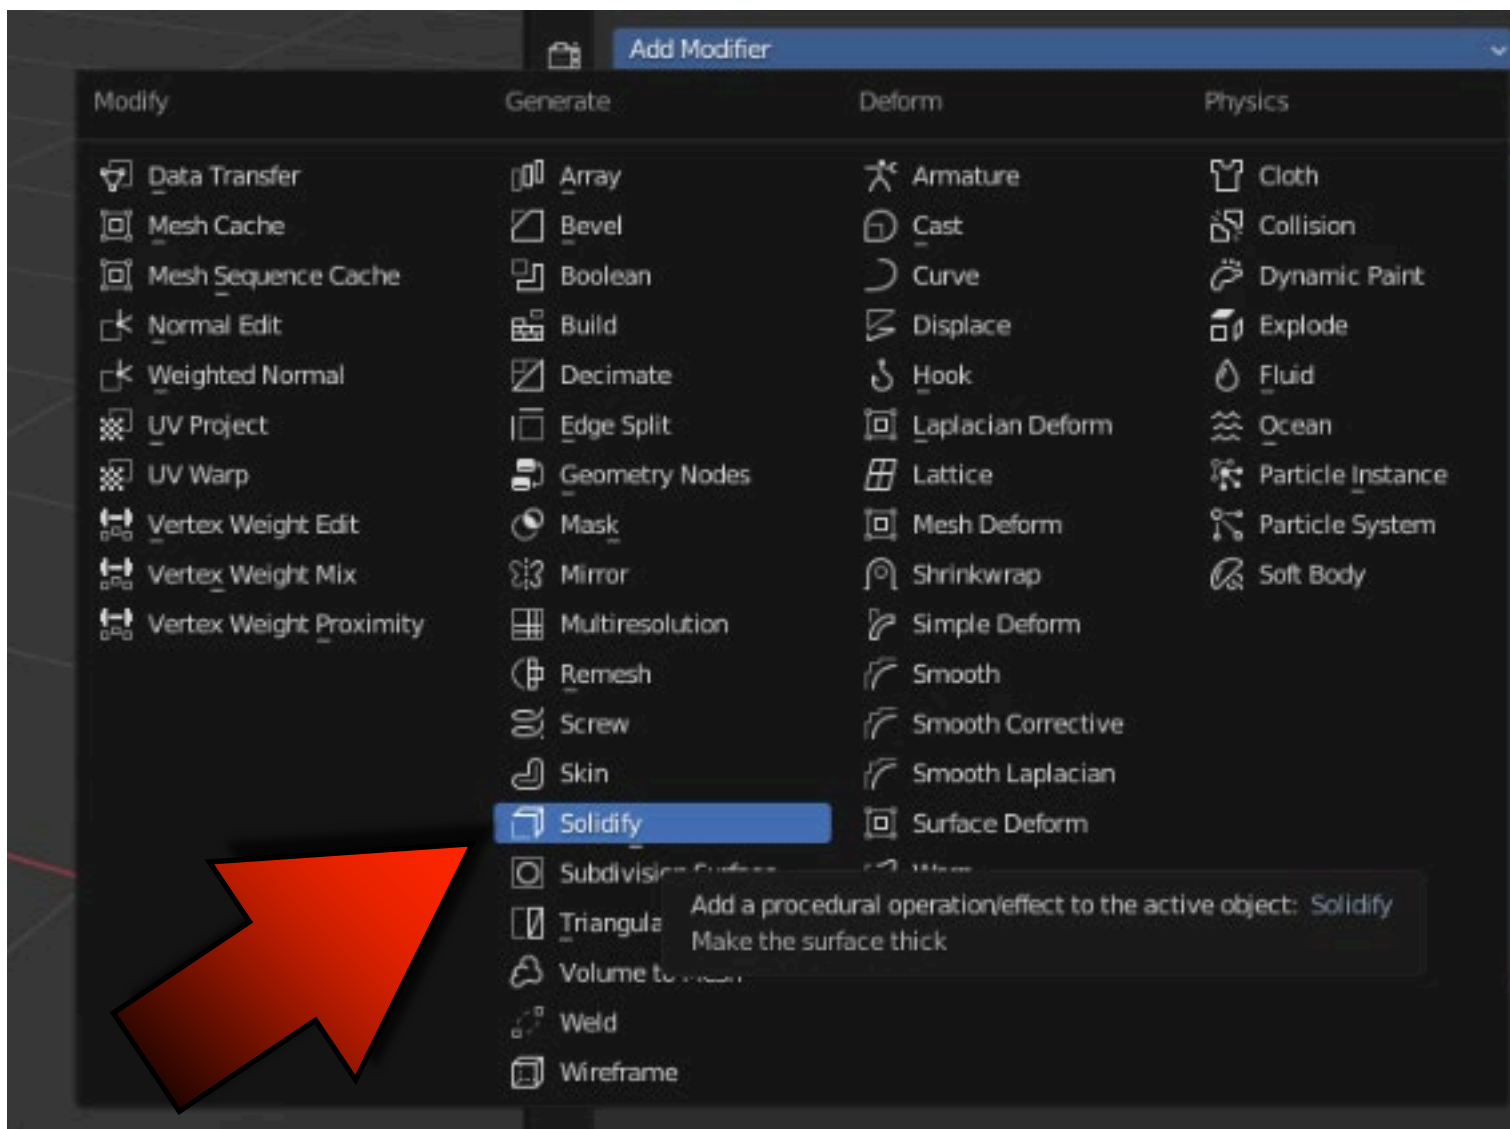 Add Modifier
Modify
Data Transfer
Mesh Cache
Mesh Sequence Cache
Normal Edit
Weighted Normal
UV Project
UV Warp
Vertex Weight Edit
Vertex Weight Mix
Vertex Weight Proximity
Generate
Array
Bevel
Boolean
Build
Decimate
Edge Split
Geometry Nodes
Mask
Mirror
Multiresolution
Remesh
Screw
Skin
Solidify
Triangula
Volume
Weld
Wireframe
Deform
Armature
Cast
Curve
Displace
Hook
Laplacian Deform
Lattice
Mesh Deform
Shrinkwrap
Simple Deform
Smooth
Smooth Corrective
Smooth Laplacian
Surface Deform
Physics
Cloth
Collision
Dynamic Paint
Explode
Fluid
Ocean
Particle Instance
Particle System
Soft Body
Add a procedural operation/effect to the active object: Solidify
Make the surface thick